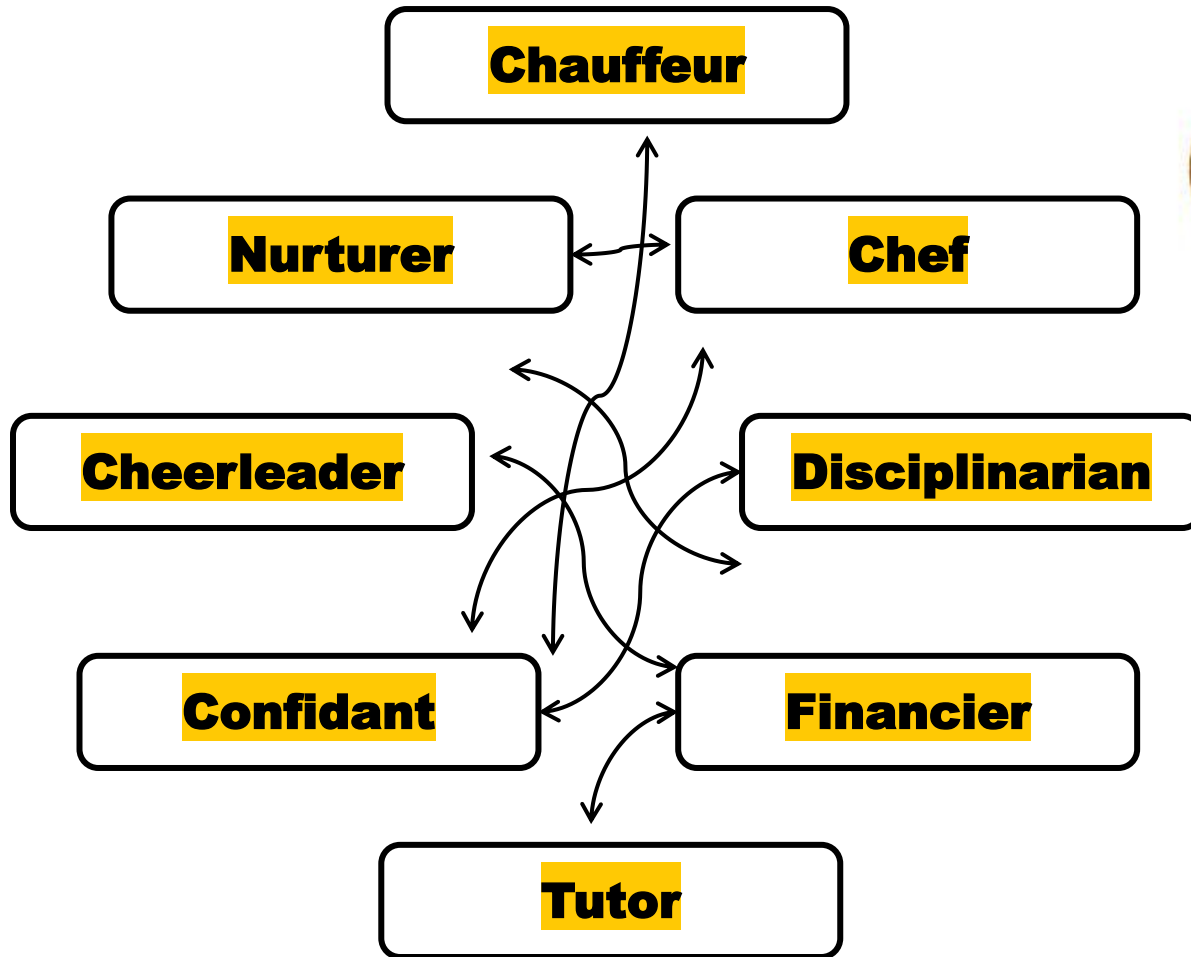 Chauffeur
Nurturer
Chef
Cheerleader
Disciplinarian
Confidant
Financier
Tutor